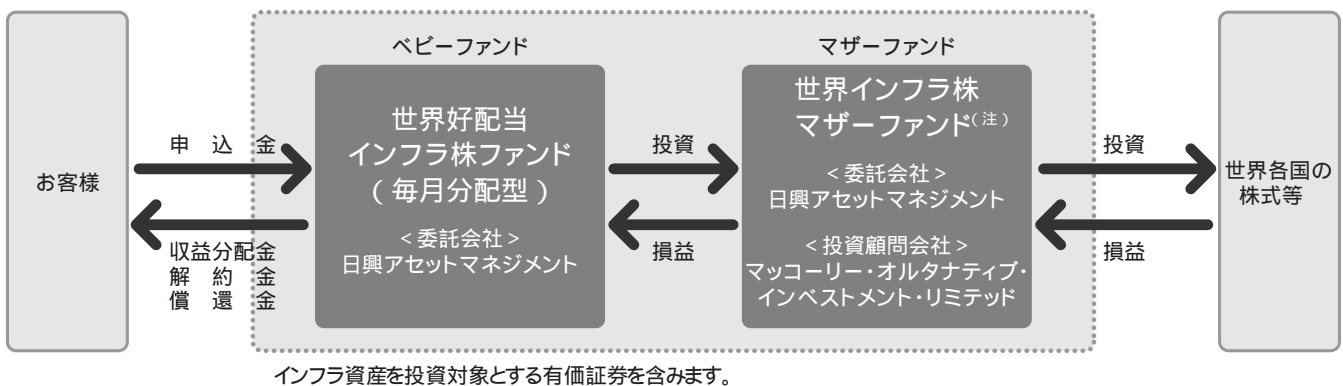 ベビーファンド
マザーファンド
お客様
申込金
収益分配金
解約金
償還金
世界好配当
インフラ株ファンド
(毎月分配型)
<委託会社>
日興アセットマネジメント
投資
損益
世界インフラ株
マザーファンド(注)
<委託会社>
日興アセットマネジメント
<投資顧問会社>
マッコーリー・オルタナティブ・
インベストメント・リミテッド
投資
損益
世界各国の
株式等
インフラ資産を投資対象とする有価証券を含みます。